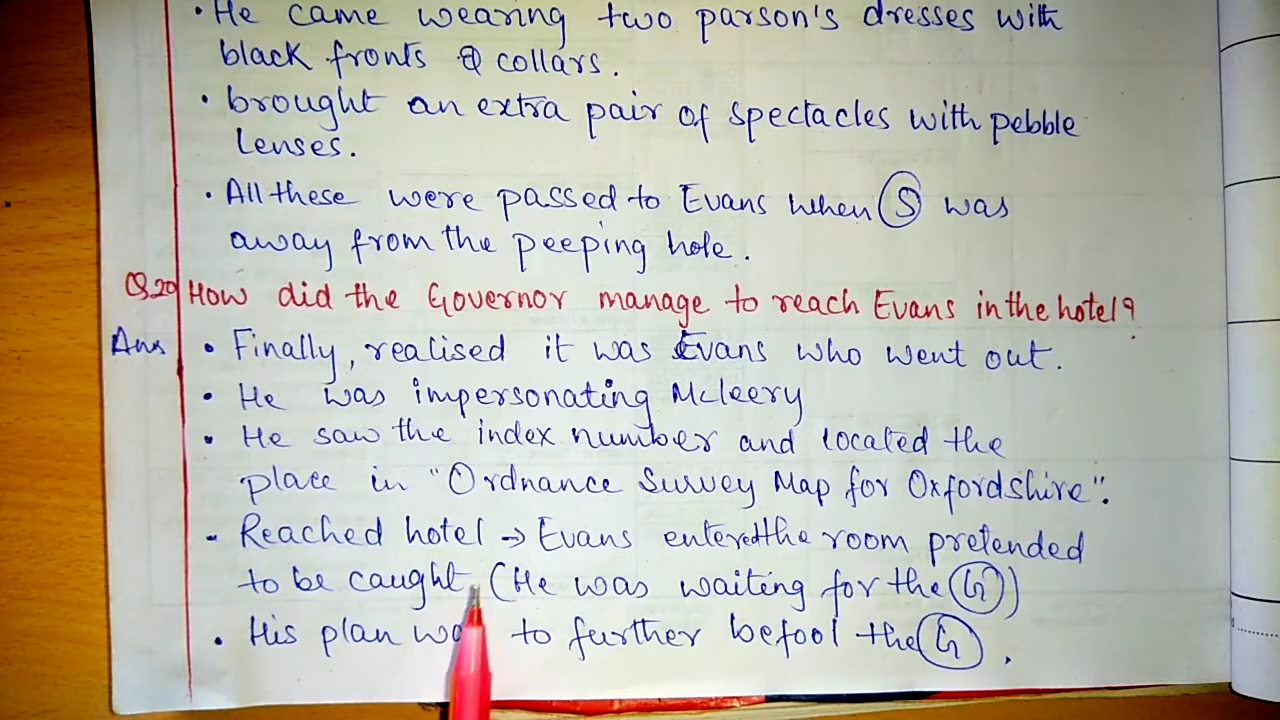 • He came wearing two parson's dresses with
black fronts & collars.
• brought an extra pair of spectacles with pebble
lenses.
• All these were passed to Evans when Ⓢ was
away from the peeping hole.
Q.20 How did the Governor manage to reach Evans in the hotel?
Ans • Finally, realised it was Evans who went out.
• He was impersonating McLeery
• He saw the index number and located the
place in "Ordnance Survey Map for Oxfordshire".
- Reached hotel → Evans entered the room pretended
to be caught (He was waiting for the Ⓖ)
• His plan to further befool the Ⓖ.